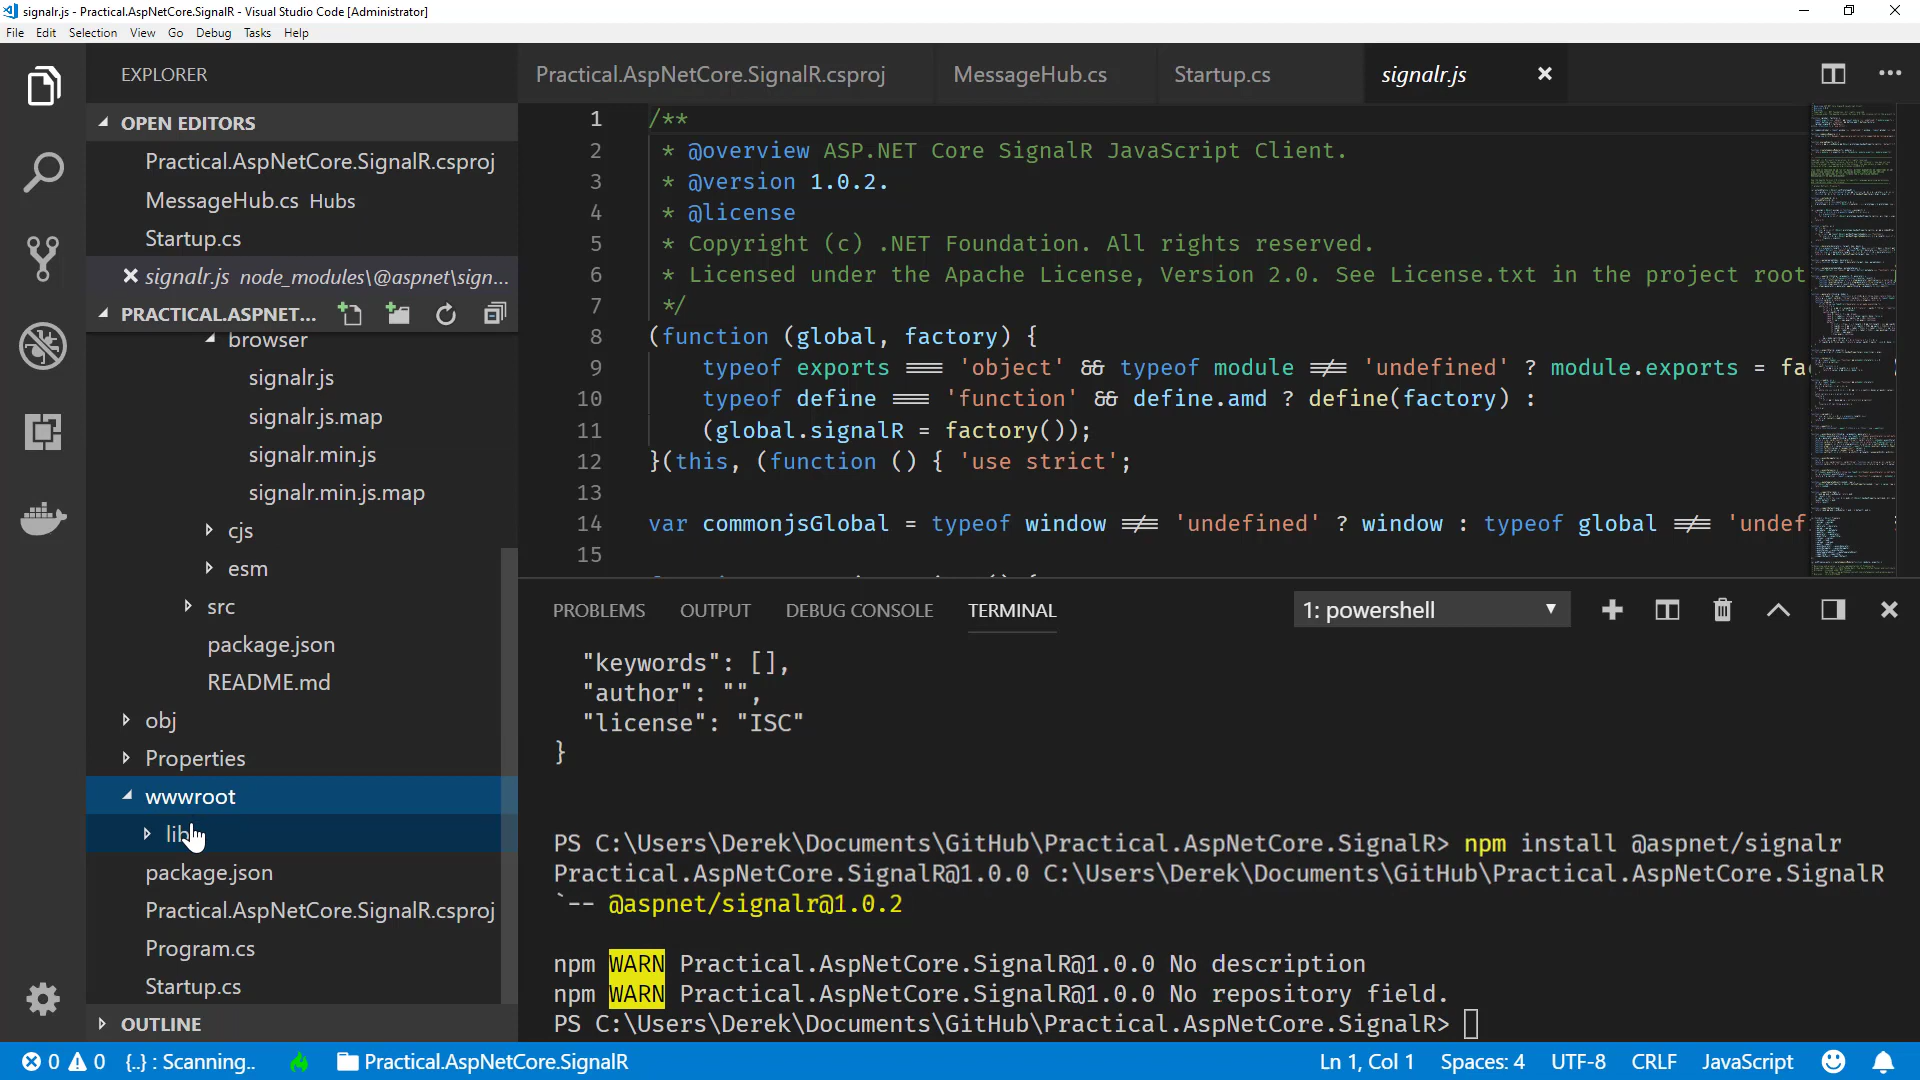 signalr.js - Practical.AspNetCore.SignalR - Visual Studio Code [Administrator]
File Edit Selection View Go Debug Tasks Help
EXPLORER
OPEN EDITORS
Practical.AspNetCore.SignalR.csproj
MessageHub.cs Hubs
Startup.cs
signalr.js node_modules\@aspnet\sign...
PRACTICAL.ASPNET...
browser
signalr.js
signalr.js.map
signalr.min.js
signalr.min.js.map
cjs
esm
src
package.json
README.md
obj
Properties
wwwroot
lib
package.json
Practical.AspNetCore.SignalR.csproj
Program.cs
Startup.cs
OUTLINE
Practical.AspNetCore.SignalR.csproj MessageHub.cs Startup.cs signalr.js
1 /**
2 * @overview ASP.NET Core SignalR JavaScript Client.
3 * @version 1.0.2.
4 * @license
5 * Copyright (c) .NET Foundation. All rights reserved.
6 * Licensed under the Apache License, Version 2.0. See License.txt in the project root
7 */
8 (function (global, factory) {
9 typeof exports === 'object' && typeof module !== 'undefined' ? module.exports = fac
10 typeof define === 'function' && define.amd ? define(factory) :
11 (global.signalR = factory());
12 }(this, (function () { 'use strict';
13
14 var commonjsGlobal = typeof window !== 'undefined' ? window : typeof global !== 'undef
15
PROBLEMS OUTPUT DEBUG CONSOLE TERMINAL 1: powershell
"keywords": [],
"author": "",
"license": "ISC"
}
PS C:\Users\Derek\Documents\GitHub\Practical.AspNetCore.SignalR> npm install @aspnet/signalr
Practical.AspNetCore.SignalR@1.0.0 C:\Users\Derek\Documents\GitHub\Practical.AspNetCore.SignalR
`-- @aspnet/signalr@1.0.2
npm WARN Practical.AspNetCore.SignalR@1.0.0 No description
npm WARN Practical.AspNetCore.SignalR@1.0.0 No repository field.
PS C:\Users\Derek\Documents\GitHub\Practical.AspNetCore.SignalR>
0 0 {..} : Scanning.. Practical.AspNetCore.SignalR Ln 1, Col 1 Spaces: 4 UTF-8 CRLF JavaScript